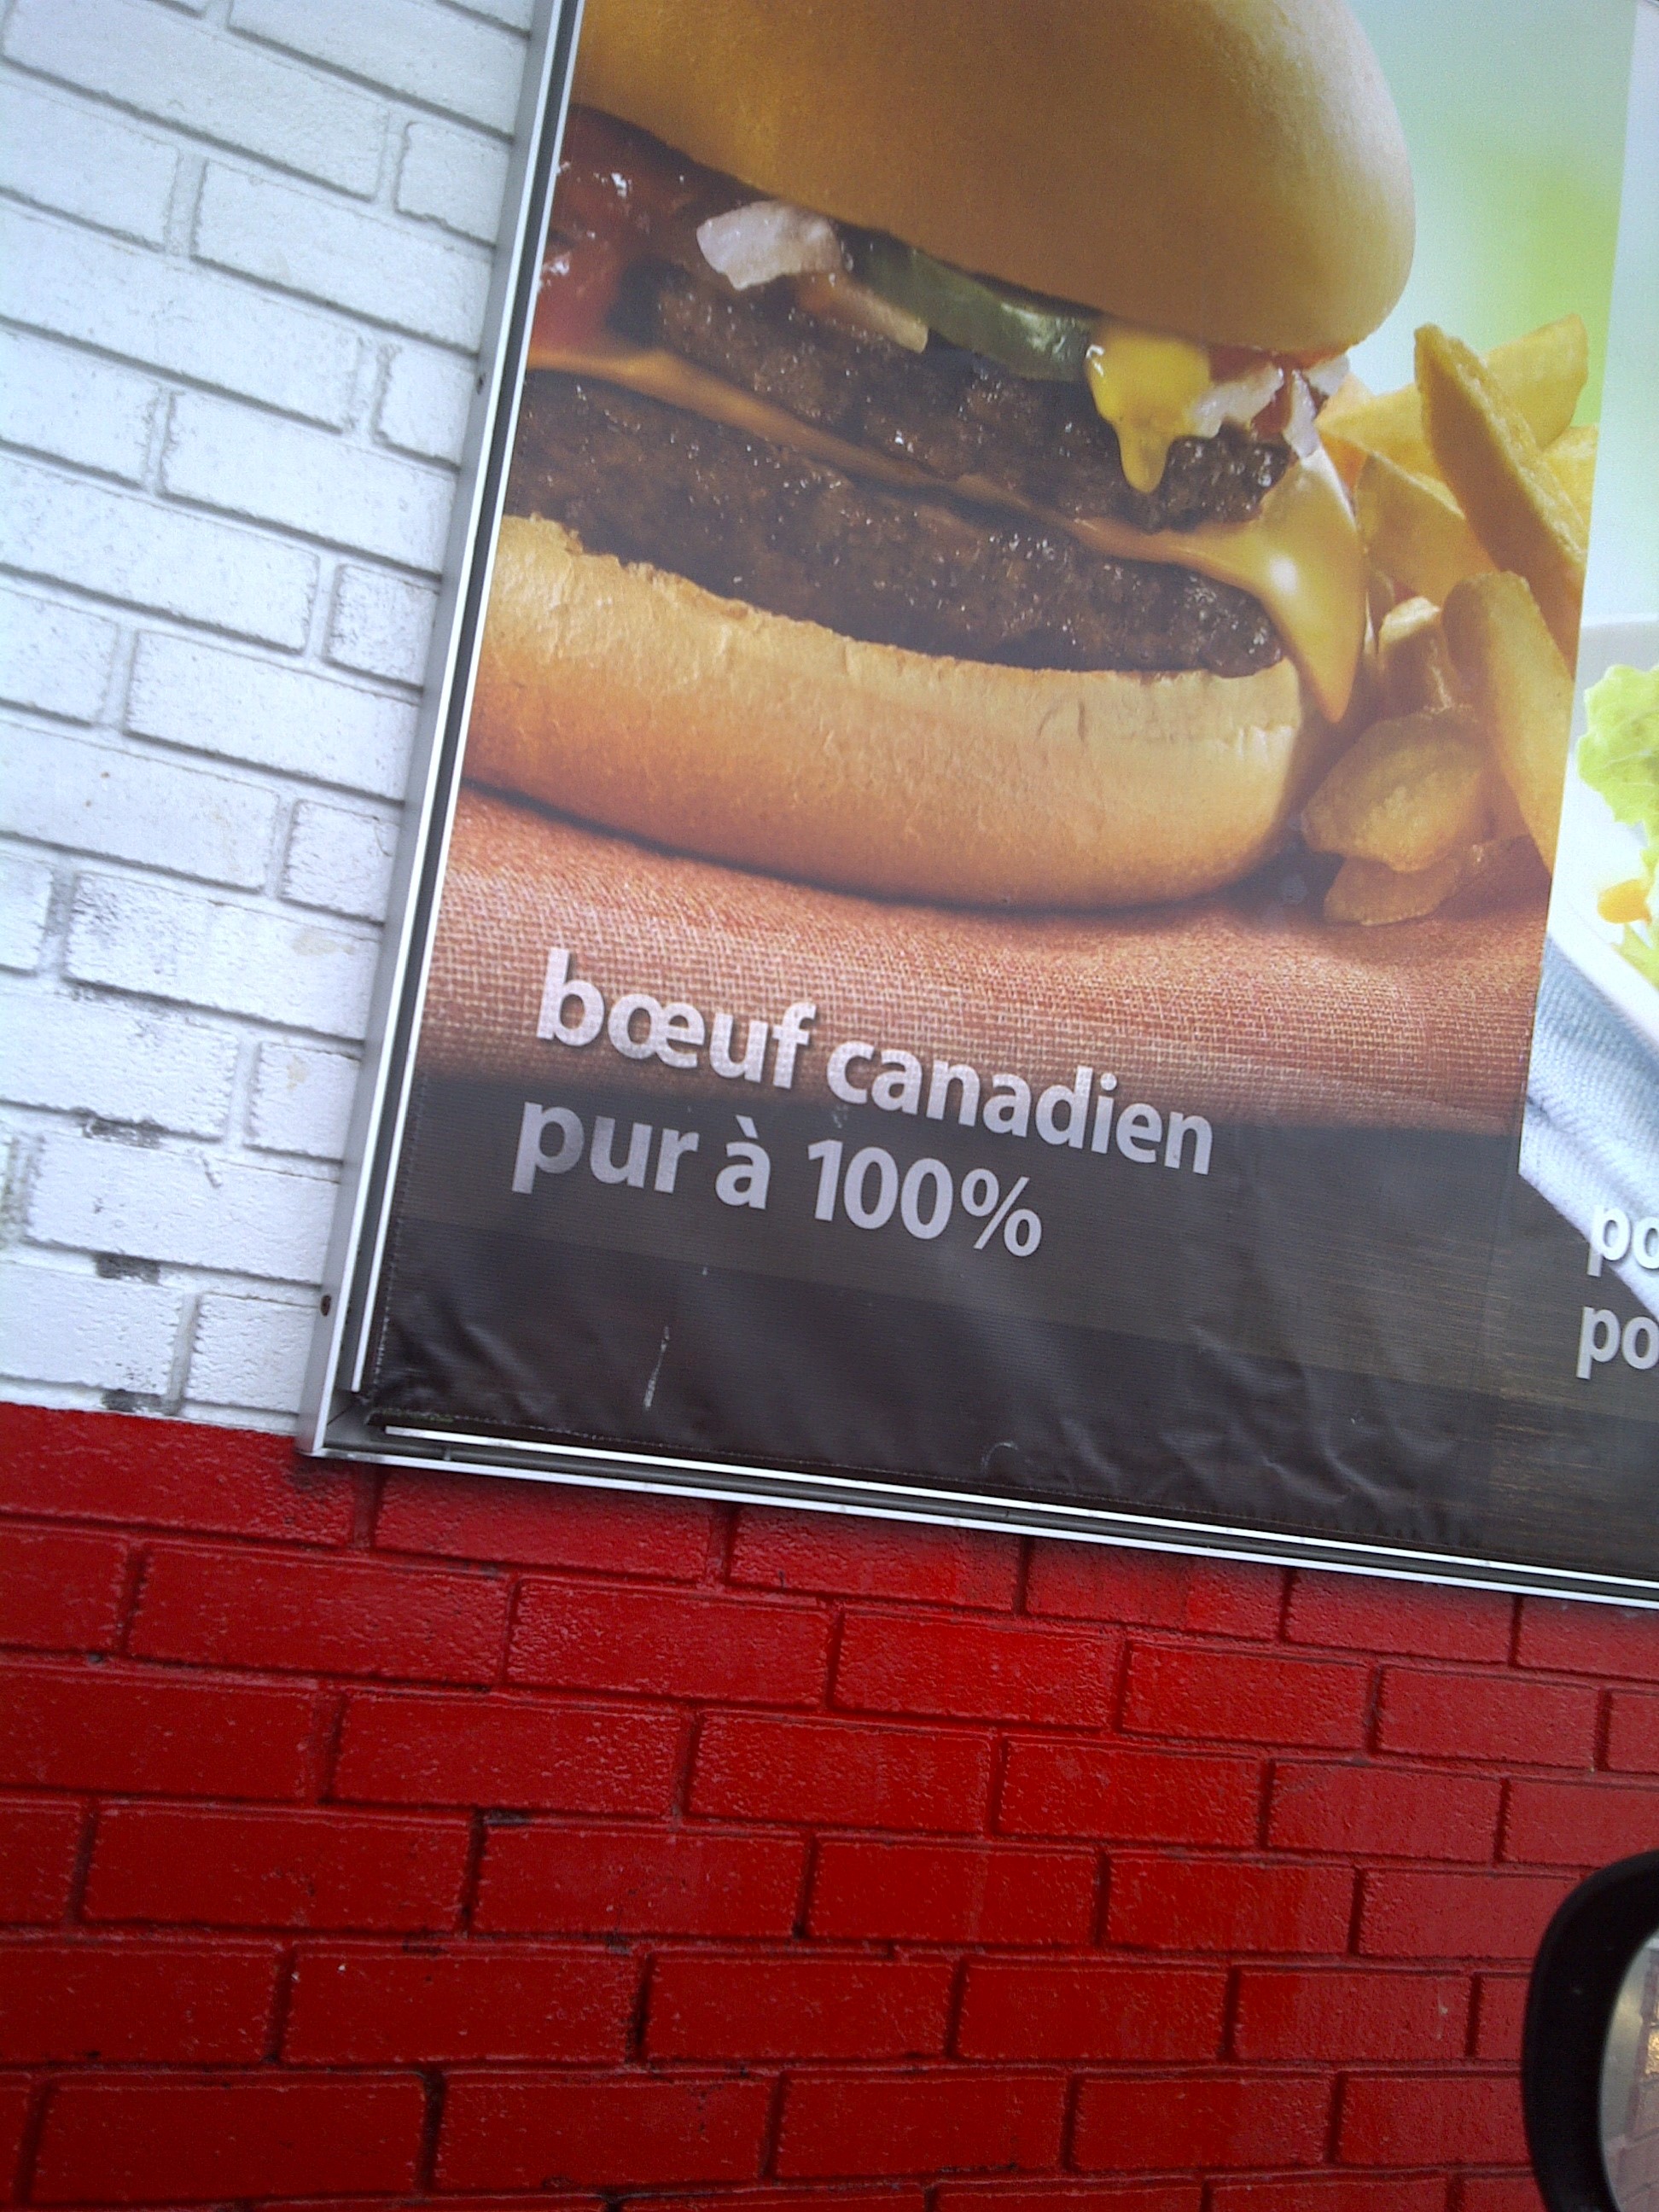 bœuf canadien
pur à 100%